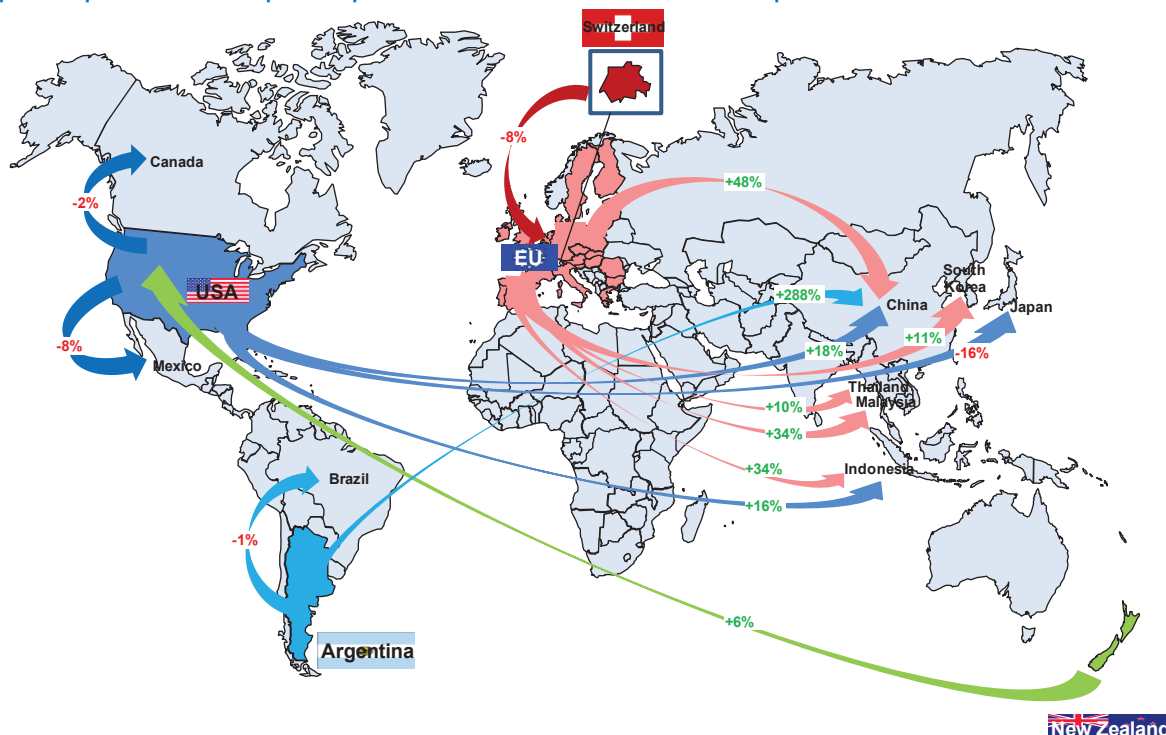 Switzerland
-8%
Canada
+48%
-2%
EU
South
Korea
USA
+288%
China
Japan
+11%
-8%
+18%
-16%
Mexico
Thailand
Malaysia
+10%
+34%
Brazil
+34%
Indonesia
+16%
-1%
+6%
Argentina
New Zealand